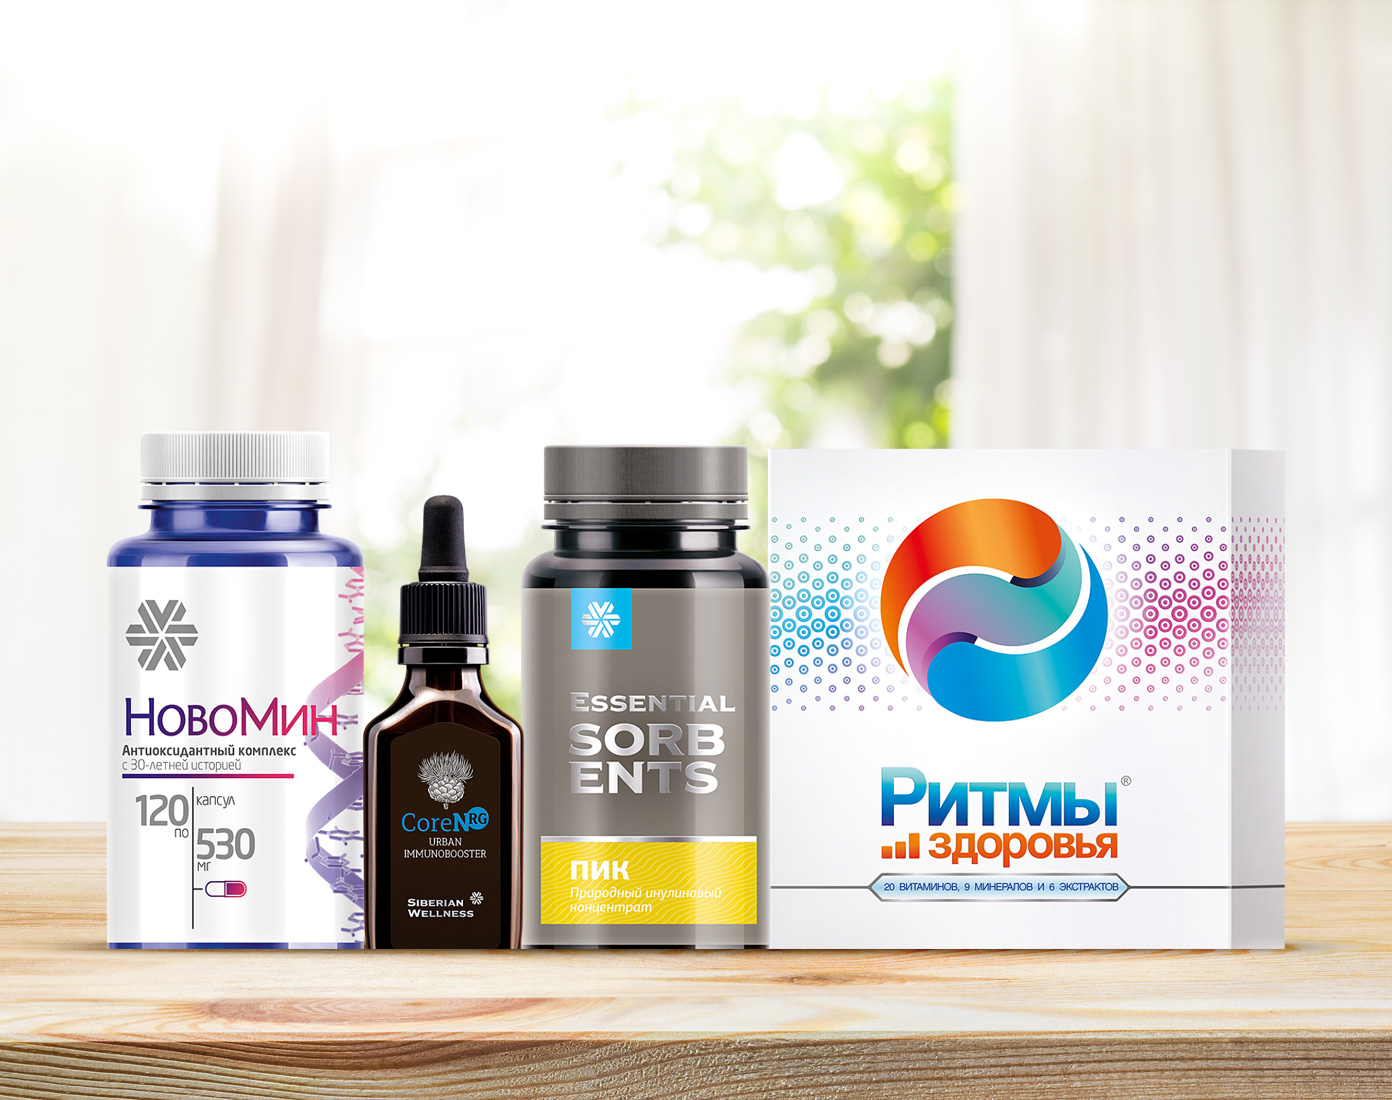 НовоМин
Антиоксидантный комплекс
с 30-летней историей
120
по
капсул
530
мг
CoreNRG
URBAN
IMMUNOBOOSTER
SIBERIAN
WELLNESS
ESSENTIAL
SORB
ENTS
ПИК
Природный инулиновый
концентрат
РИТМЫ®
здоровья
20 ВИТАМИНОВ, 9 МИНЕРАЛОВ И 6 ЭКСТРАКТОВ